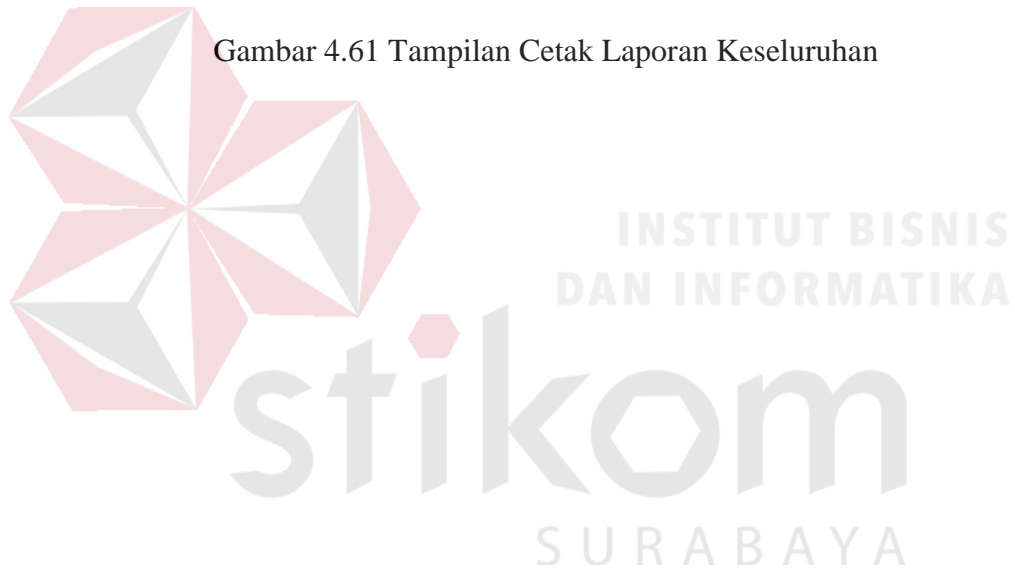 Gambar 4.61 Tampilan Cetak Laporan Keseluruhan
INSTITUT BISNIS
DAN INFORMATIKA
stikom
SURABAYA